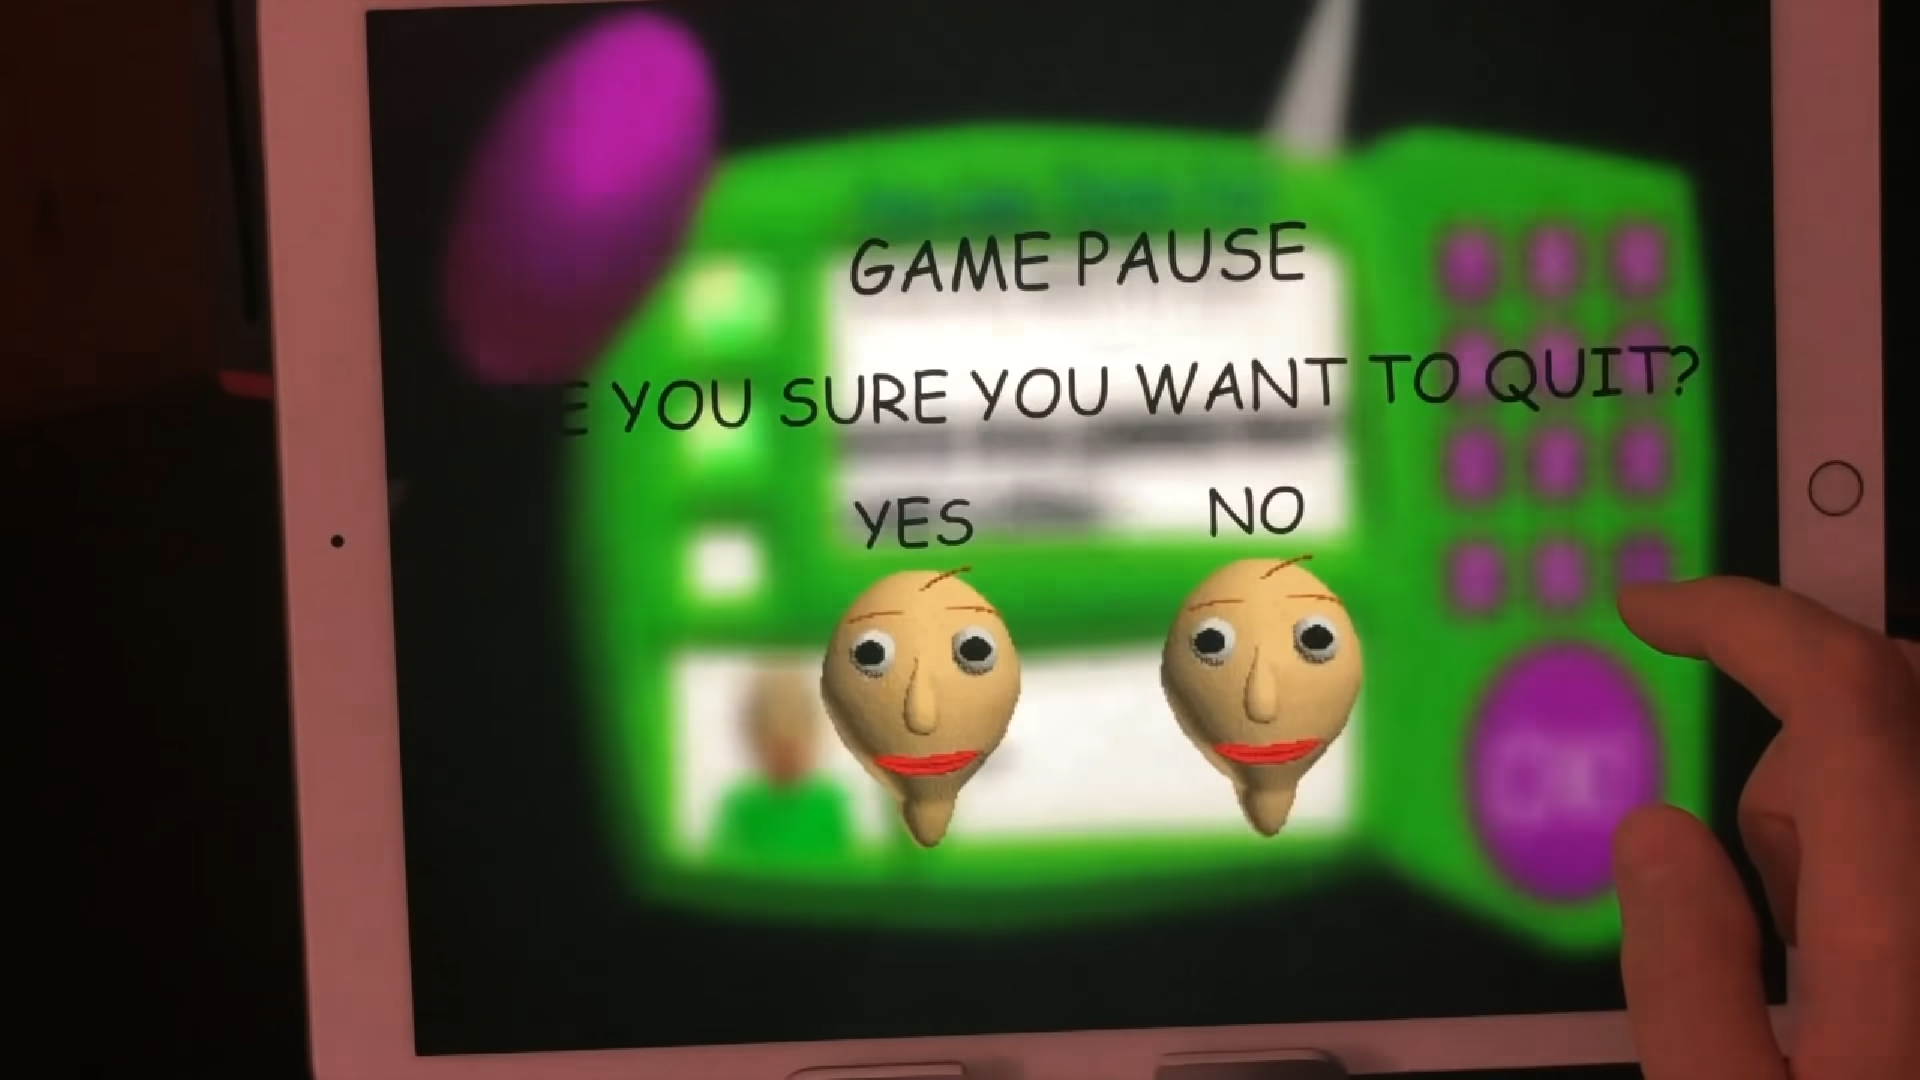 GAME PAUSE
E YOU SURE YOU WANT TO QUIT?
YES
NO